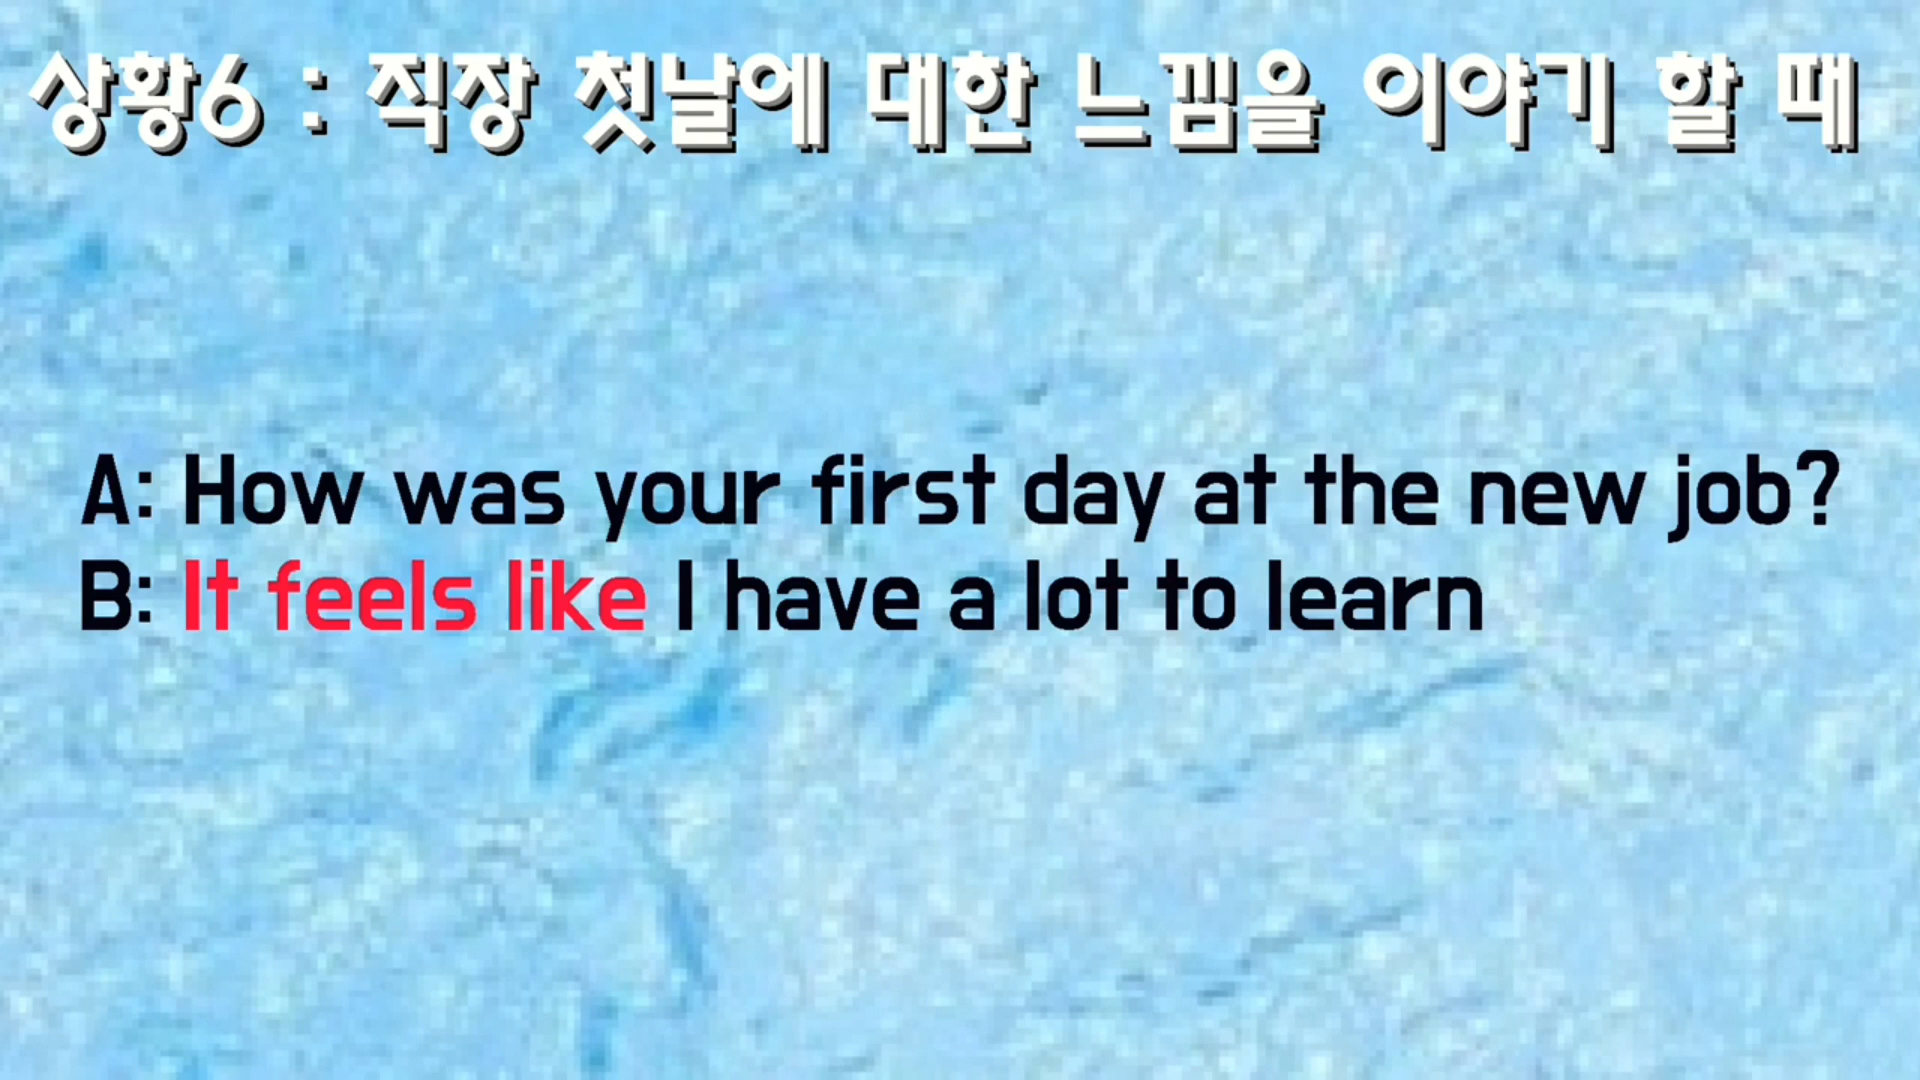 상황6 : 직장 첫날에 대한 느낌을 이야기 할 때
A: How was your first day at the new job?
B: It feels like I have a lot to learn